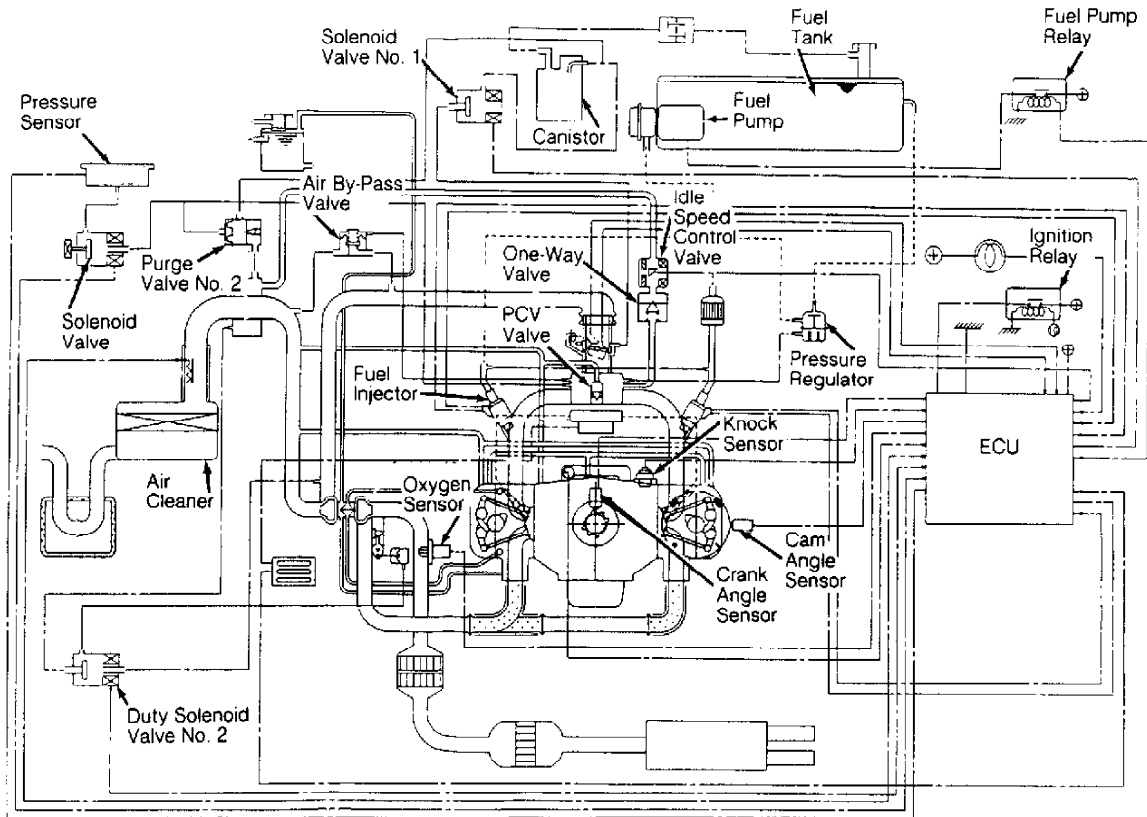 Solenoid
Valve No. 1
Fuel
Tank
Fuel Pump
Relay
Pressure
Sensor
Fuel
Pump
Canistor
Air By-Pass
Valve
Idle
Speed
Control
Valve
One-Way
Valve
Ignition
Relay
Purge
Valve No. 2
Solenoid
Valve
PCV
Valve
Pressure
Regulator
Fuel
Injector
Knock
Sensor
ECU
Air
Cleaner
Oxygen
Sensor
Cam
Angle
Sensor
Crank
Angle
Sensor
Duty Solenoid
Valve No. 2